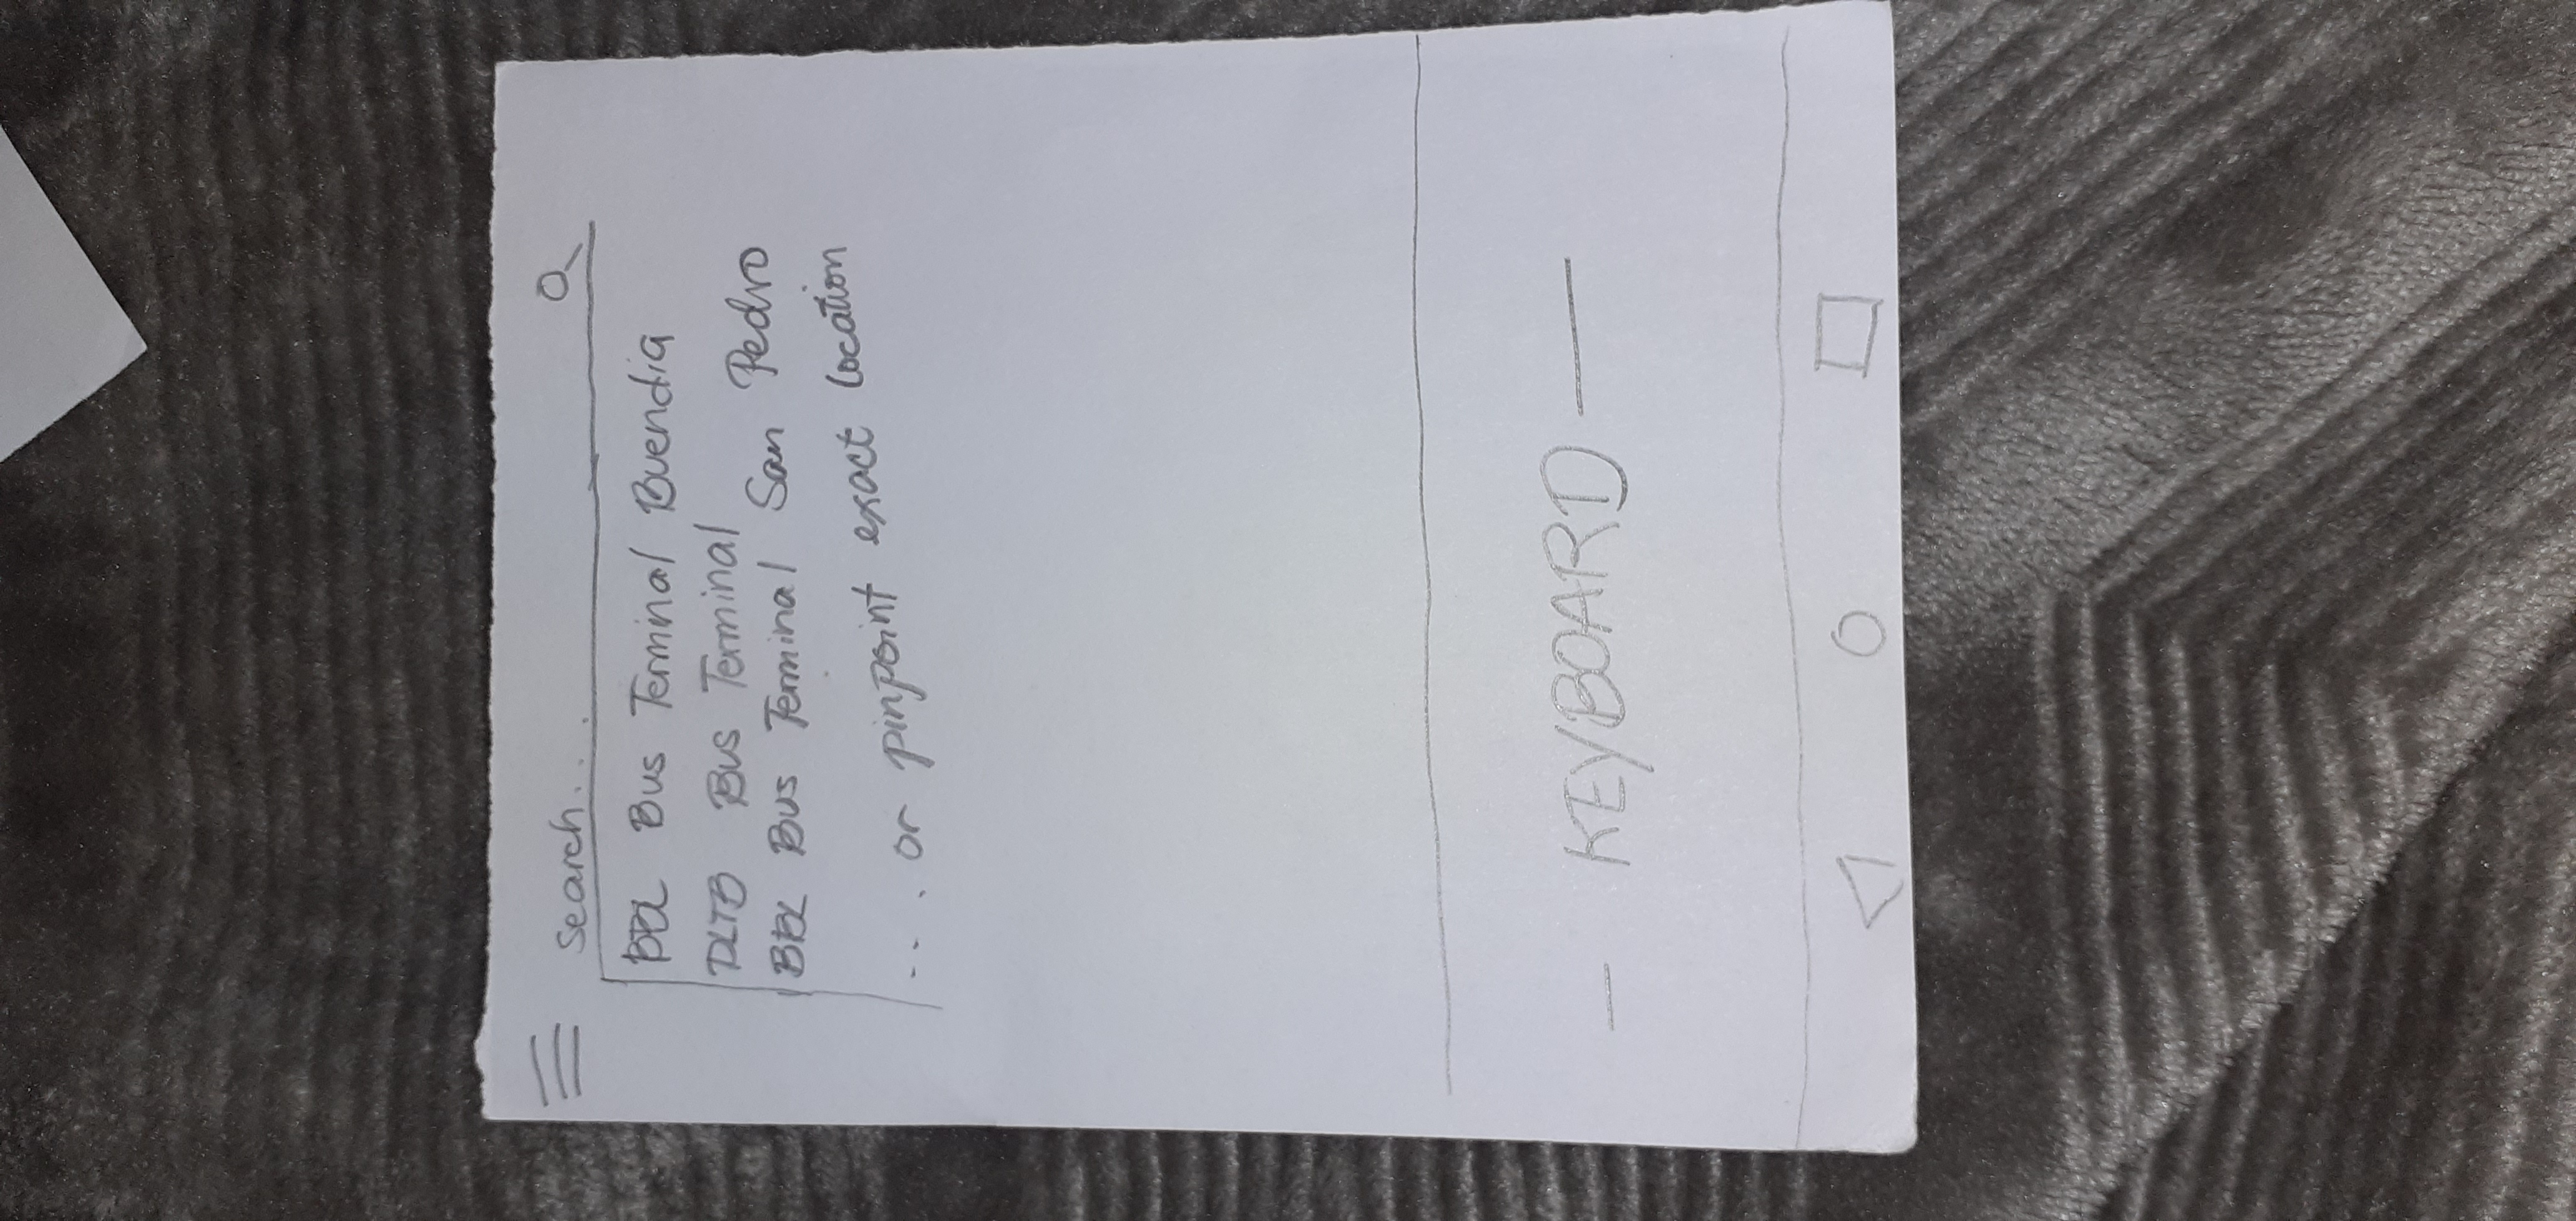 search....
BBL Bus Terminal Buendia
DLTB Bus Terminal
BBL Bus Terminal San Pedro
.... or pinpoint exact location
- KEYBOARD —